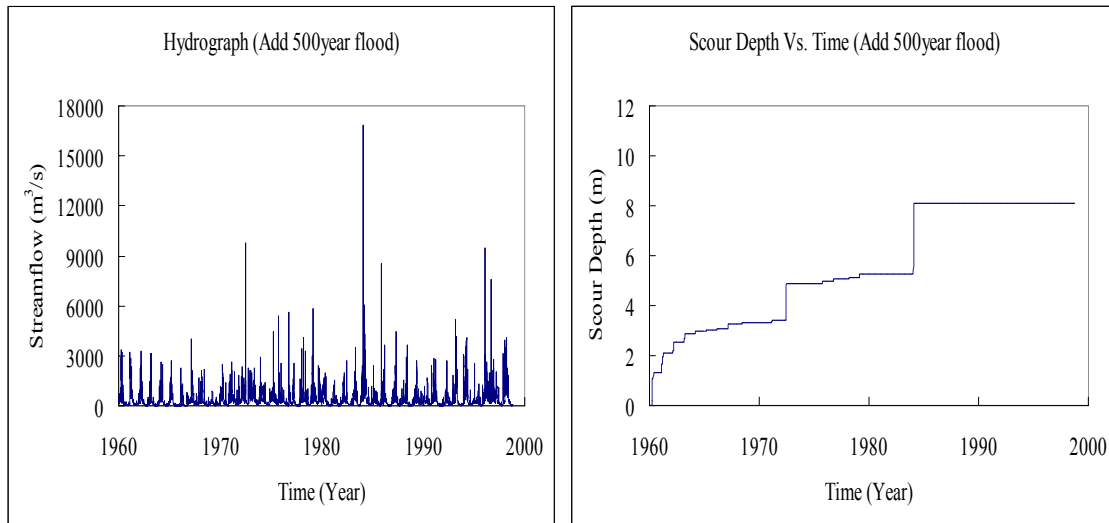 Hydrograph (Add 500year flood)
18000
15000
12000
9000
6000
3000
0
Streamflow (m³/s)
1960 1970 1980 1990 2000
Time (Year)
Scour Depth Vs. Time (Add 500year flood)
12
10
8
6
4
2
0
Scour Depth (m)
1960 1970 1980 1990 2000
Time (Year)